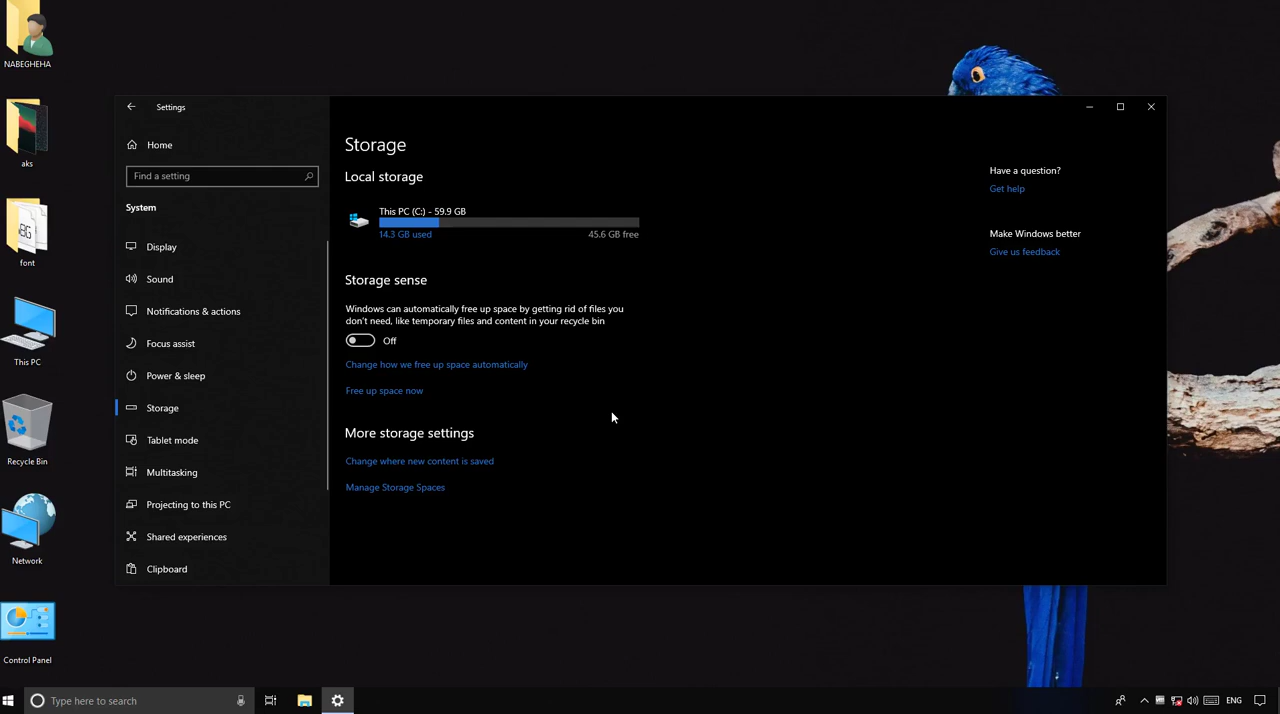 NABEGHEHA
aks
BG
font
This PC
Recycle Bin
Network
Control Panel
Settings
Home
Find a setting
System
Display
Sound
Notifications & actions
Focus assist
Power & sleep
Storage
Tablet mode
Multitasking
Projecting to this PC
Shared experiences
Clipboard
Storage
Local storage
This PC (C:) - 59.9 GB
14.3 GB used
45.6 GB free
Storage sense
Windows can automatically free up space by getting rid of files you
don't need, like temporary files and content in your recycle bin
Off
Change how we free up space automatically
Free up space now
More storage settings
Change where new content is saved
Manage Storage Spaces
Have a question?
Get help
Make Windows better
Give us feedback
Type here to search
ENG